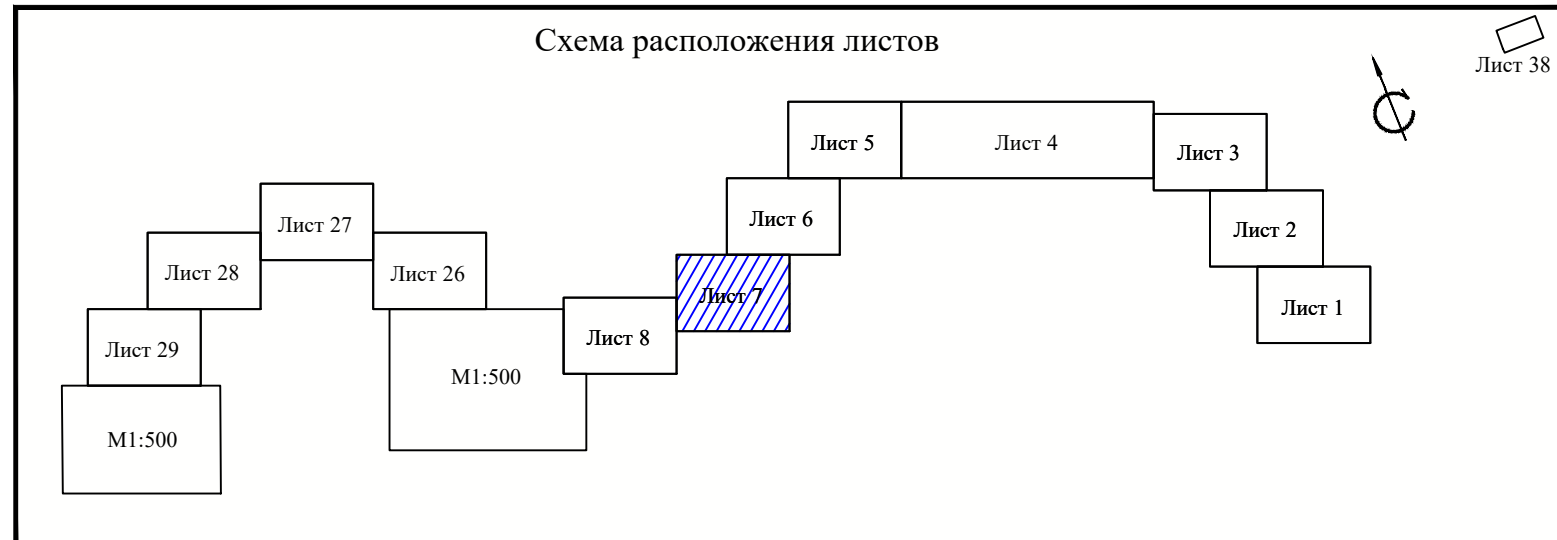 Схема расположения листов
Лист 38
Лист 5
Лист 4
Лист 3
Лист 27
Лист 6
Лист 2
Лист 28
Лист 26
Лист 7
Лист 1
Лист 29
Лист 8
М1:500
М1:500